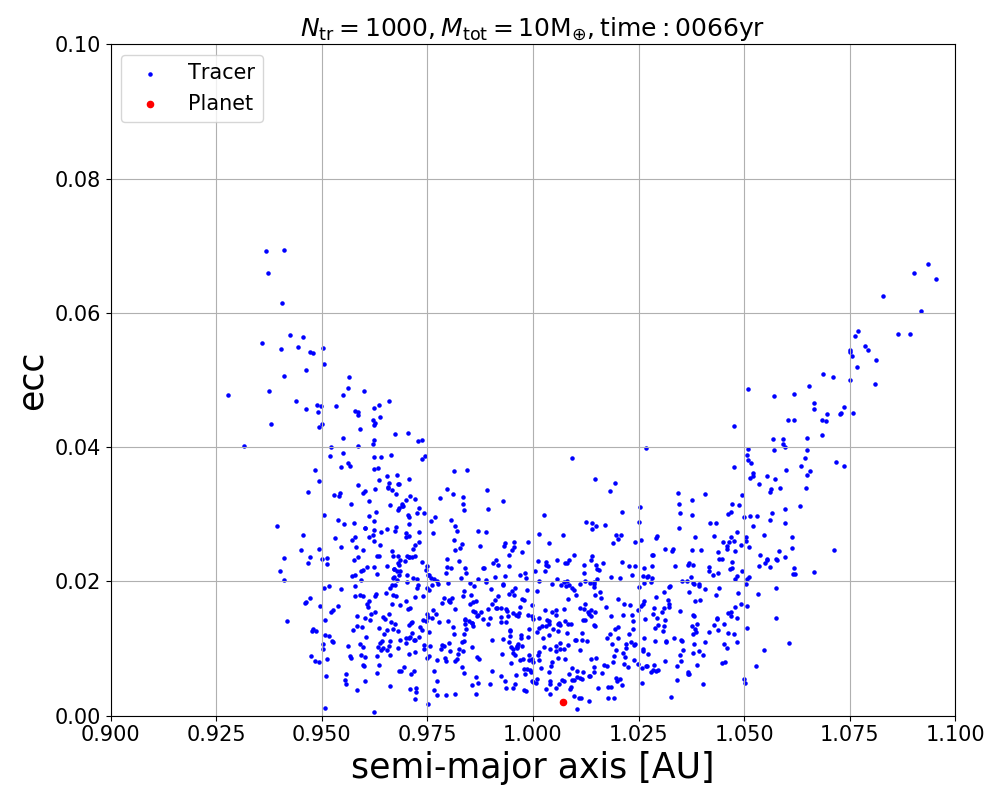 N_tr = 1000, M_tot = 10M_⊕, time : 0066yr
Tracer
Planet
ecc
0.10
0.08
0.06
0.04
0.02
0.00
0.900 0.925 0.950 0.975 1.000 1.025 1.050 1.075 1.100
semi-major axis [AU]